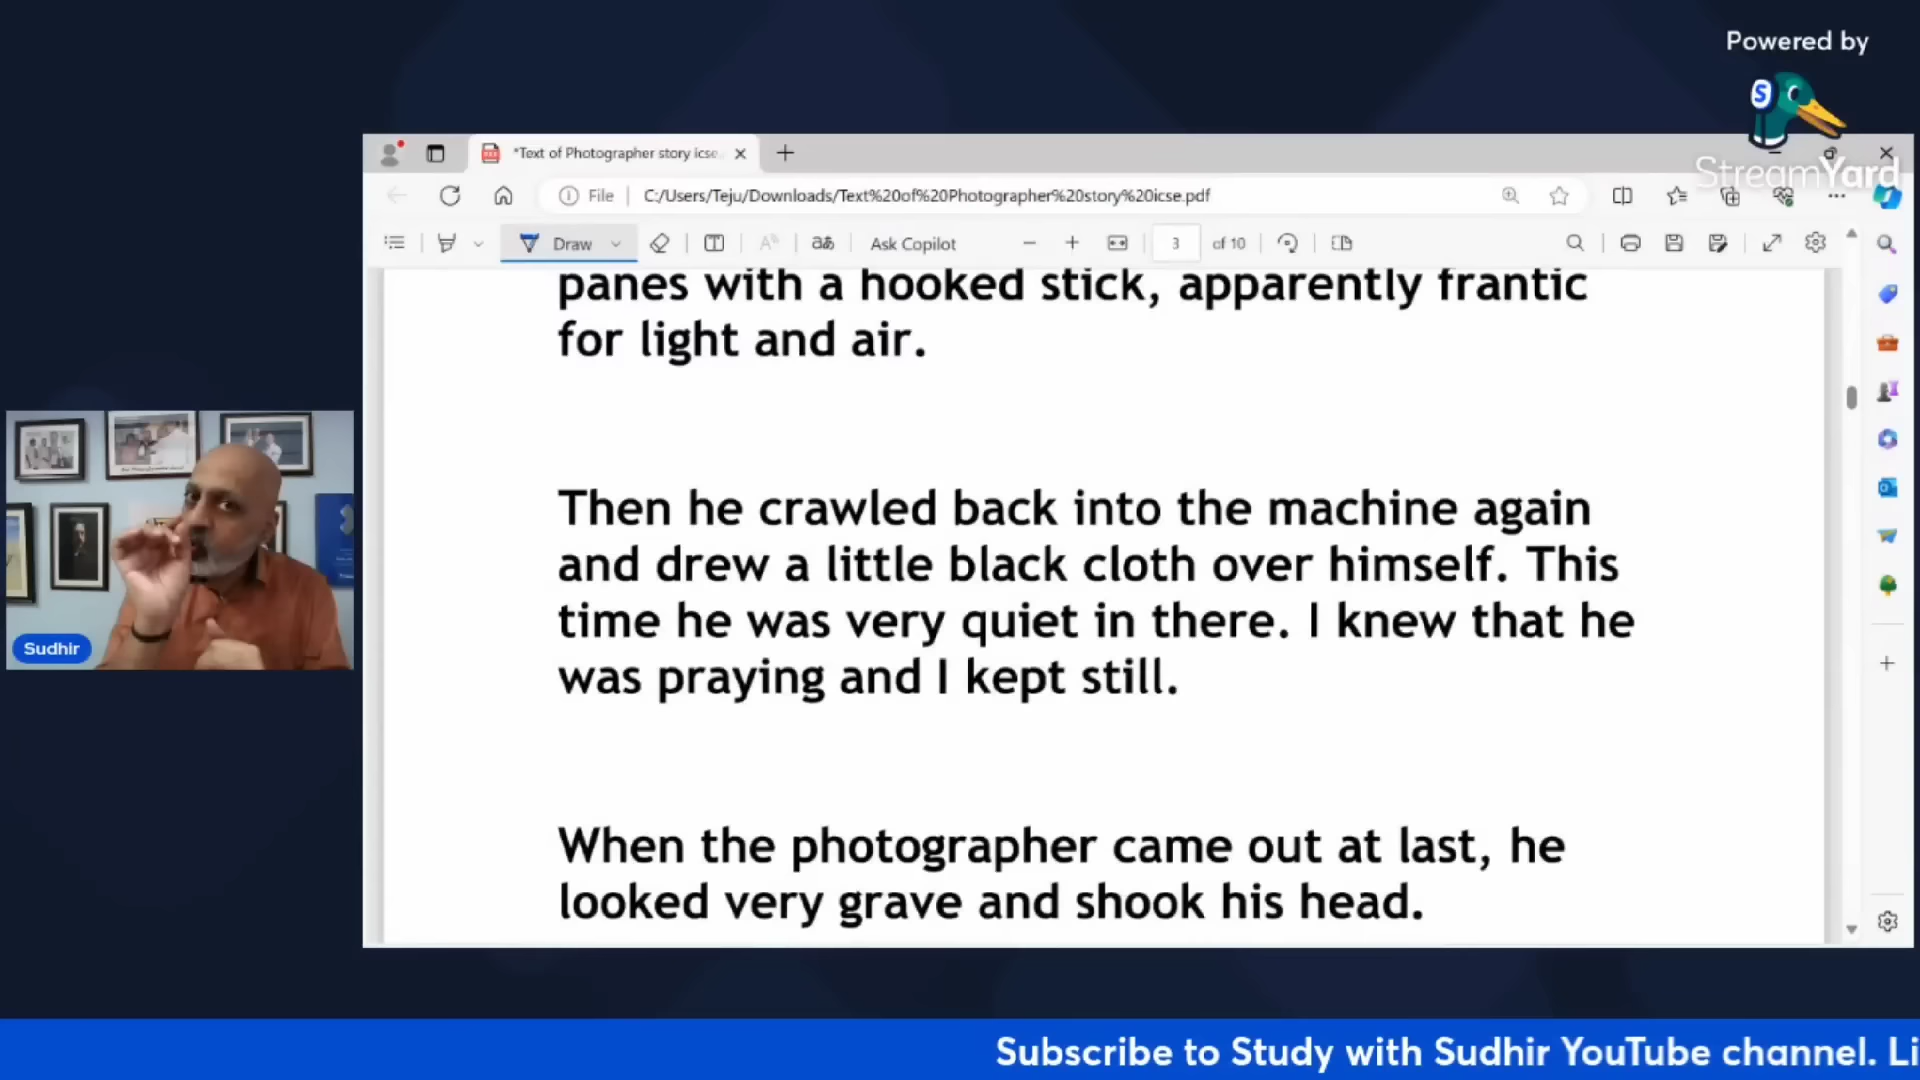 Powered by
StreamYard
*Text of Photographer story icse
File
C:/Users/Teju/Downloads/Text%20of%20Photographer%20story%20icse.pdf
Draw
Ask Copilot
3
of 10
panes with a hooked stick, apparently frantic
for light and air.
Then he crawled back into the machine again
and drew a little black cloth over himself. This
time he was very quiet in there. I knew that he
was praying and I kept still.
When the photographer came out at last, he
looked very grave and shook his head.
Sudhir
Subscribe to Study with Sudhir YouTube channel. Li